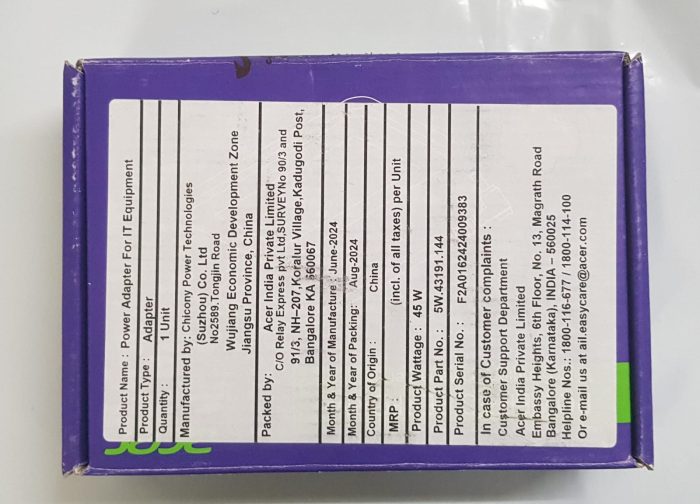 Product Name : Power Adapter For IT Equipment
Product Type : Adapter
Quantity : 1 Unit
Manufactured by: Chicony Power Technologies
(Suzhou) Co. Ltd
No2589.Tongjin Road
Wujiang Economic Development Zone
Jiangsu Province, China
Packed by: Acer India Private Limited
C/O Relay Express pvt Ltd,SURVEYNo 90/3 and
91/3, NH-207,Koralur Village,Kadugodi Post,
Bangalore KA 560067
Month & Year of Manufacture : June-2024
Month & Year of Packing: Aug-2024
Country of Origin : China
MRP : (incl. of all taxes) per Unit
Product Wattage : 45 W
Product Part No. : 5W.43191.144
Product Serial No. : F2A0162424009383
In case of Customer complaints :
Customer Support Department
Acer India Private Limited
Embassy Heights, 6th Floor, No. 13, Magrath Road
Bangalore (Karnataka), INDIA – 560025
Helpline Nos.: 1800-116-677 / 1800-114-100
Or e-mail us at ail.easycare@acer.com